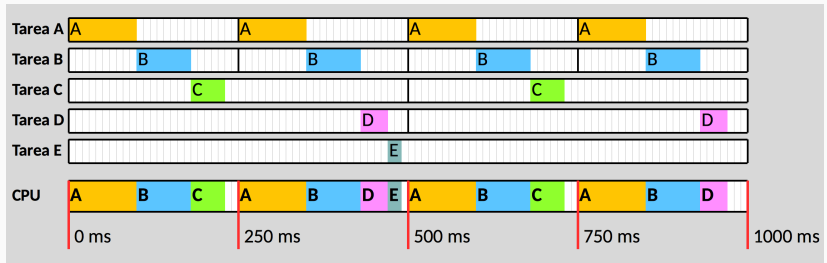 Tarea A A A A A
Tarea B B B B B
Tarea C C C
Tarea D D D
Tarea E E
CPU A B C A B D E A B C A B D
0 ms 250 ms 500 ms 750 ms 1000 ms